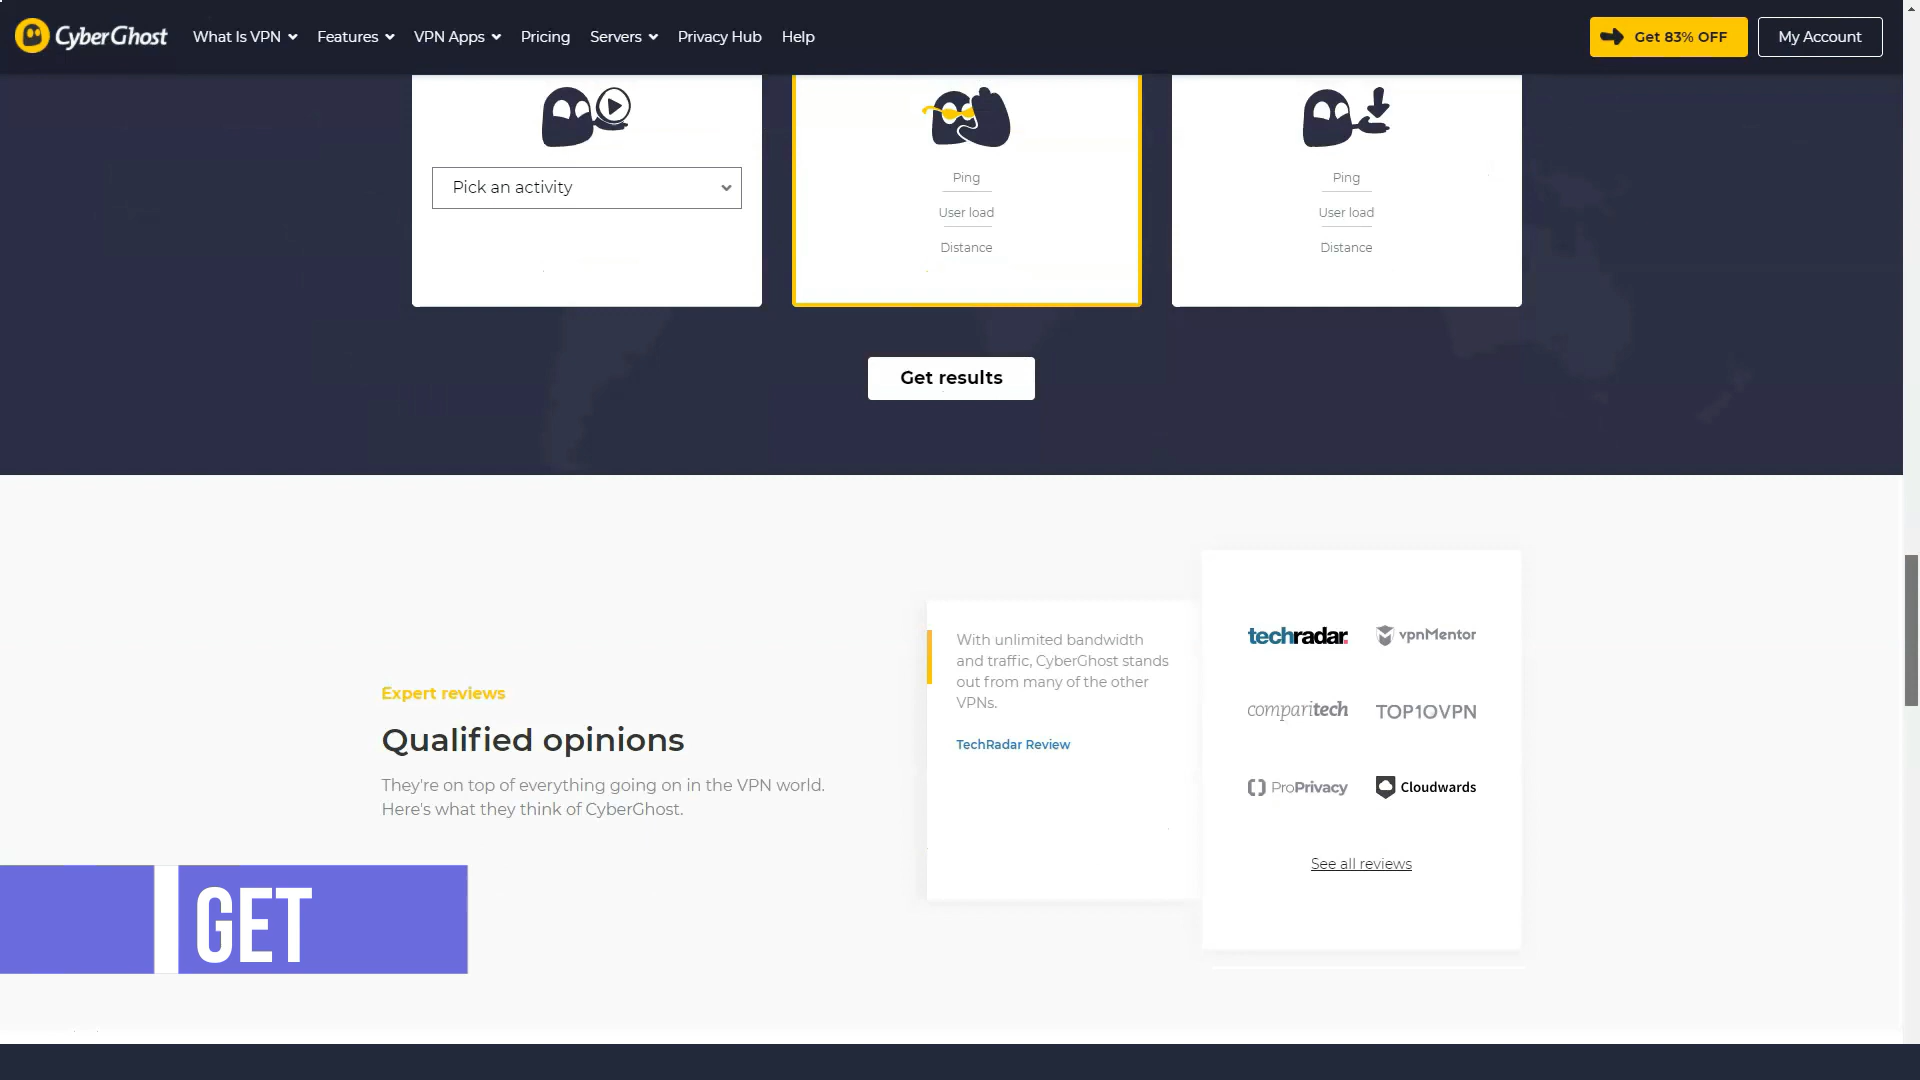 CyberGhost What Is VPN Features VPN Apps Pricing Servers Privacy Hub Help Get 83% OFF My Account
Pick an activity
Ping
User load
Distance
Ping
User load
Distance
Get results
Expert reviews
Qualified opinions
They're on top of everything going on in the VPN world.
Here's what they think of CyberGhost.
With unlimited bandwidth
and traffic, CyberGhost stands
out from many of the other
VPNs.
TechRadar Review
techradar. vpnMentor
comparitech TOP10VPN
ProPrivacy Cloudwards
See all reviews
GET